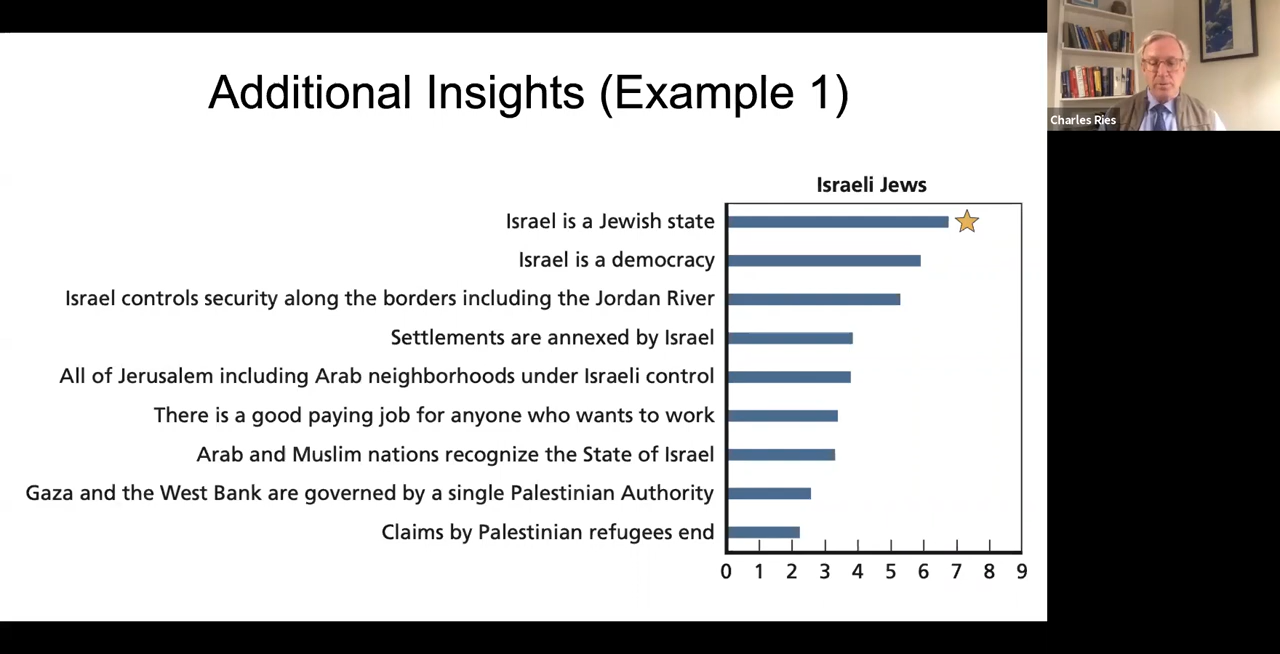 Additional Insights (Example 1)
Charles Ries
Israeli Jews
Israel is a Jewish state
Israel is a democracy
Israel controls security along the borders including the Jordan River
Settlements are annexed by Israel
All of Jerusalem including Arab neighborhoods under Israeli control
There is a good paying job for anyone who wants to work
Arab and Muslim nations recognize the State of Israel
Gaza and the West Bank are governed by a single Palestinian Authority
Claims by Palestinian refugees end
0 1 2 3 4 5 6 7 8 9